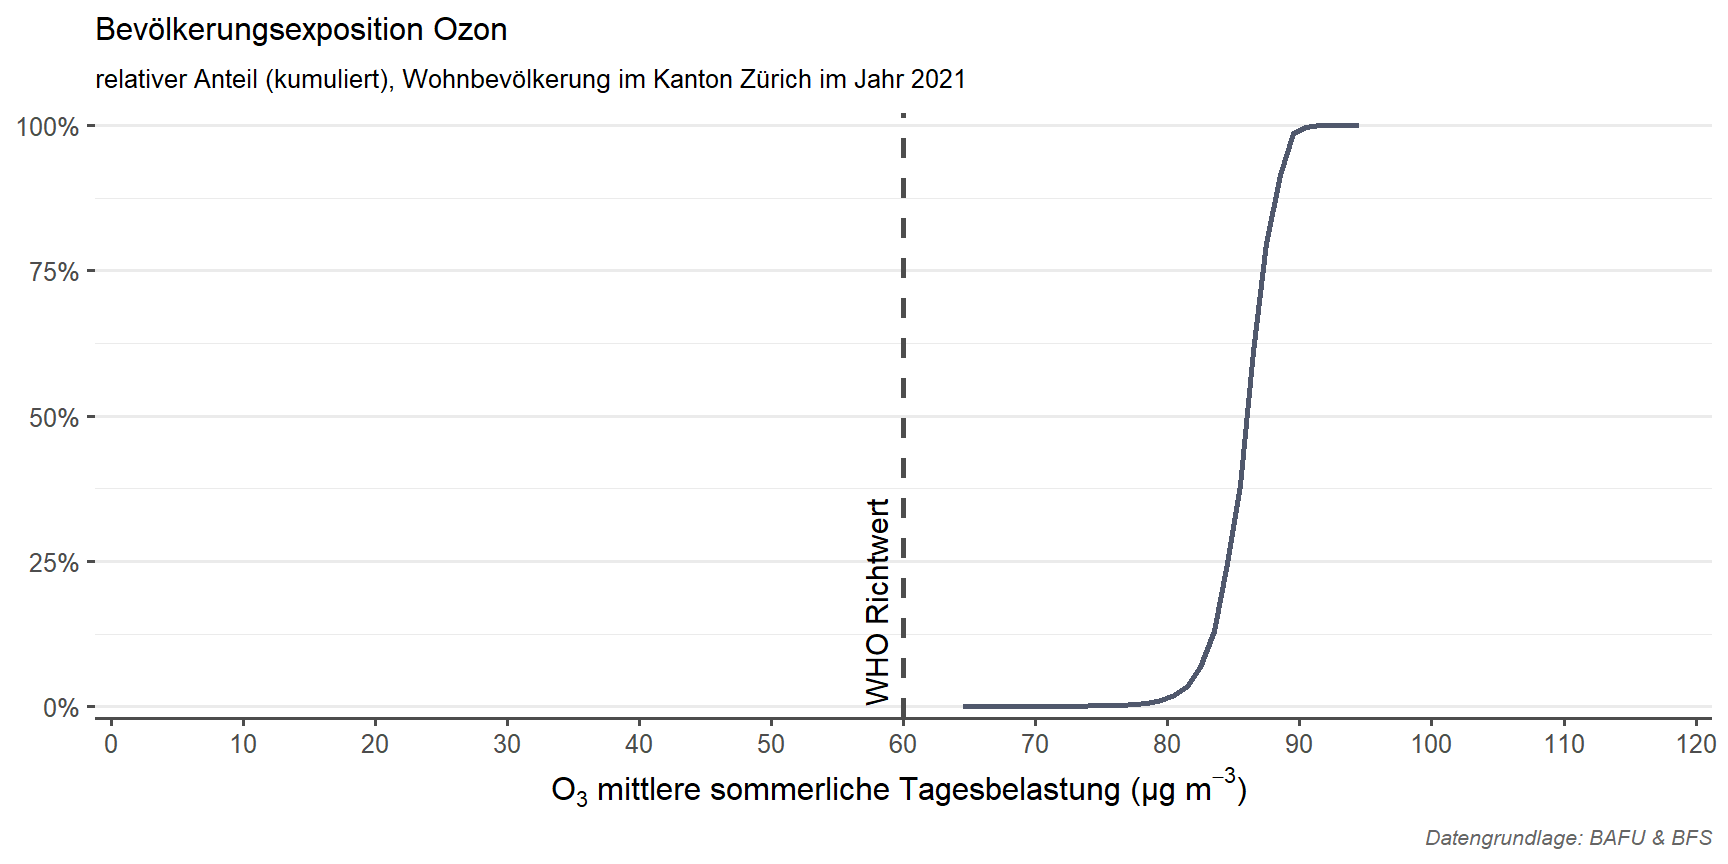 Bevölkerungsexposition Ozon
relativer Anteil (kumuliert), Wohnbevölkerung im Kanton Zürich im Jahr 2021
100%
75%
50%
25%
0%
WHO Richtwert
0 10 20 30 40 50 60 70 80 90 100 110 120
O₃ mittlere sommerliche Tagesbelastung (µg m⁻³)
Datengrundlage: BAFU & BFS